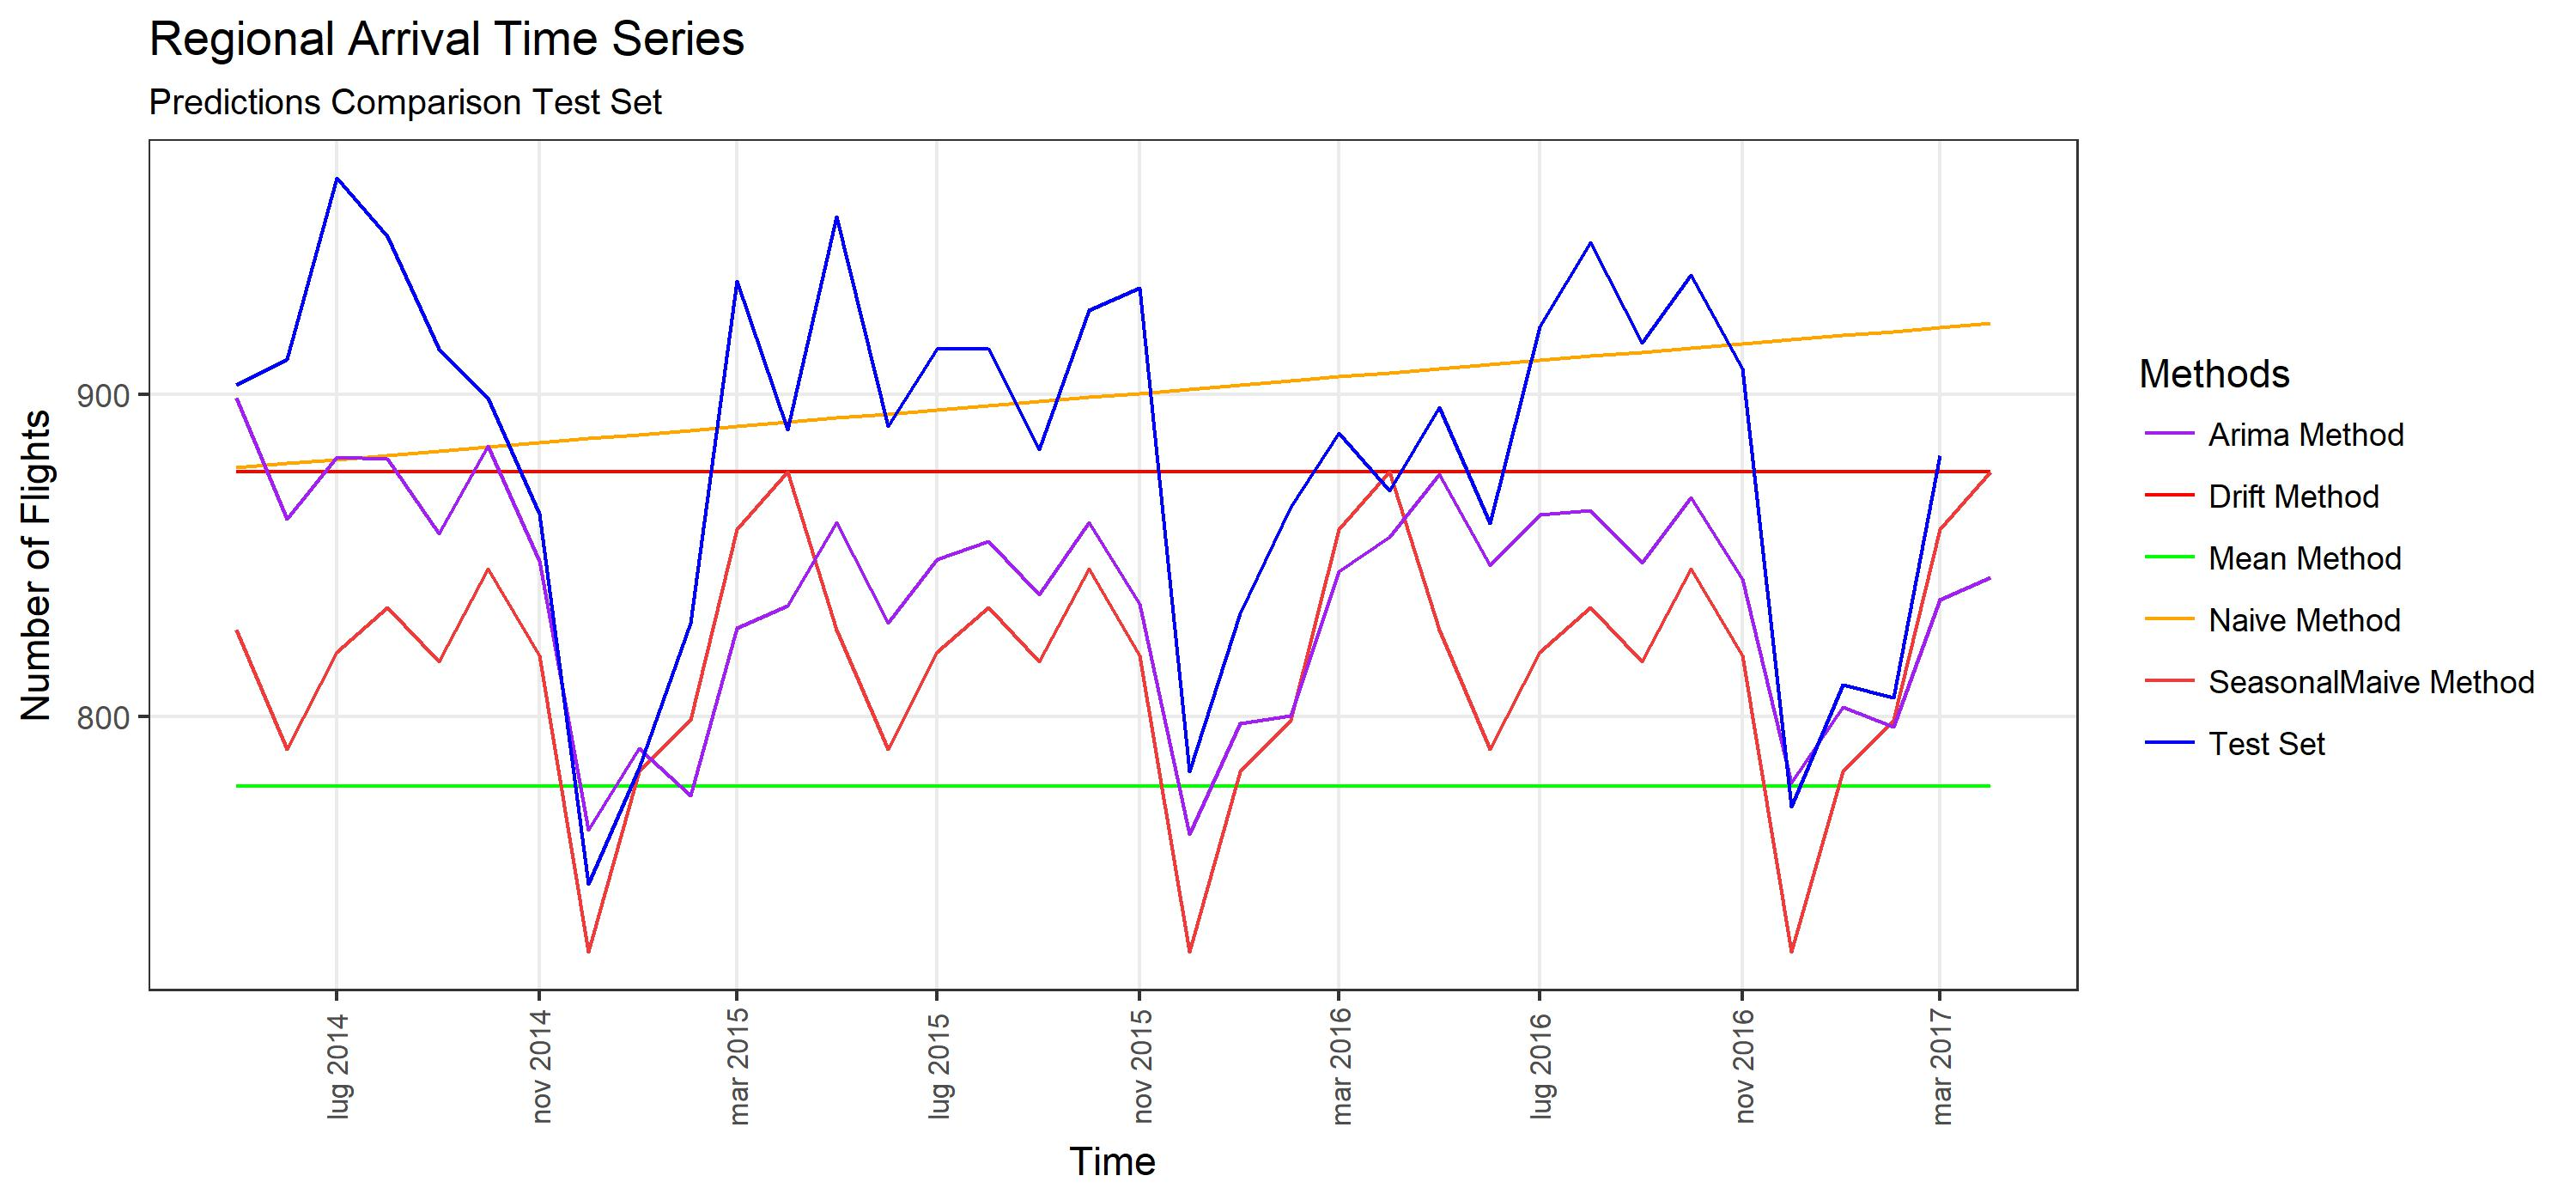 Regional Arrival Time Series
Predictions Comparison Test Set
Number of Flights
900
800
lug 2014
nov 2014
mar 2015
lug 2015
nov 2015
mar 2016
lug 2016
nov 2016
mar 2017
Time
Methods
Arima Method
Drift Method
Mean Method
Naive Method
SeasonalMaive Method
Test Set